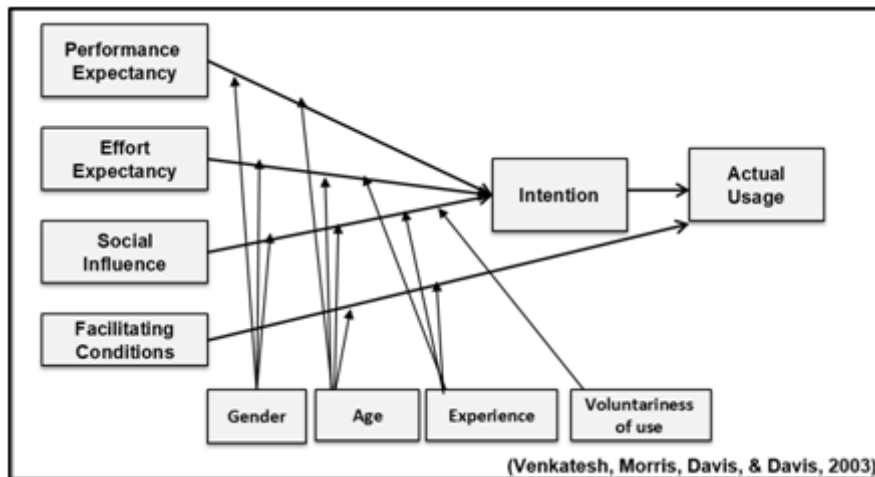 Performance
Expectancy
Effort
Expectancy
Social
Influence
Facilitating
Conditions
Intention
Actual
Usage
Gender
Age
Experience
Voluntariness
of use
(Venkatesh, Morris, Davis, & Davis, 2003)